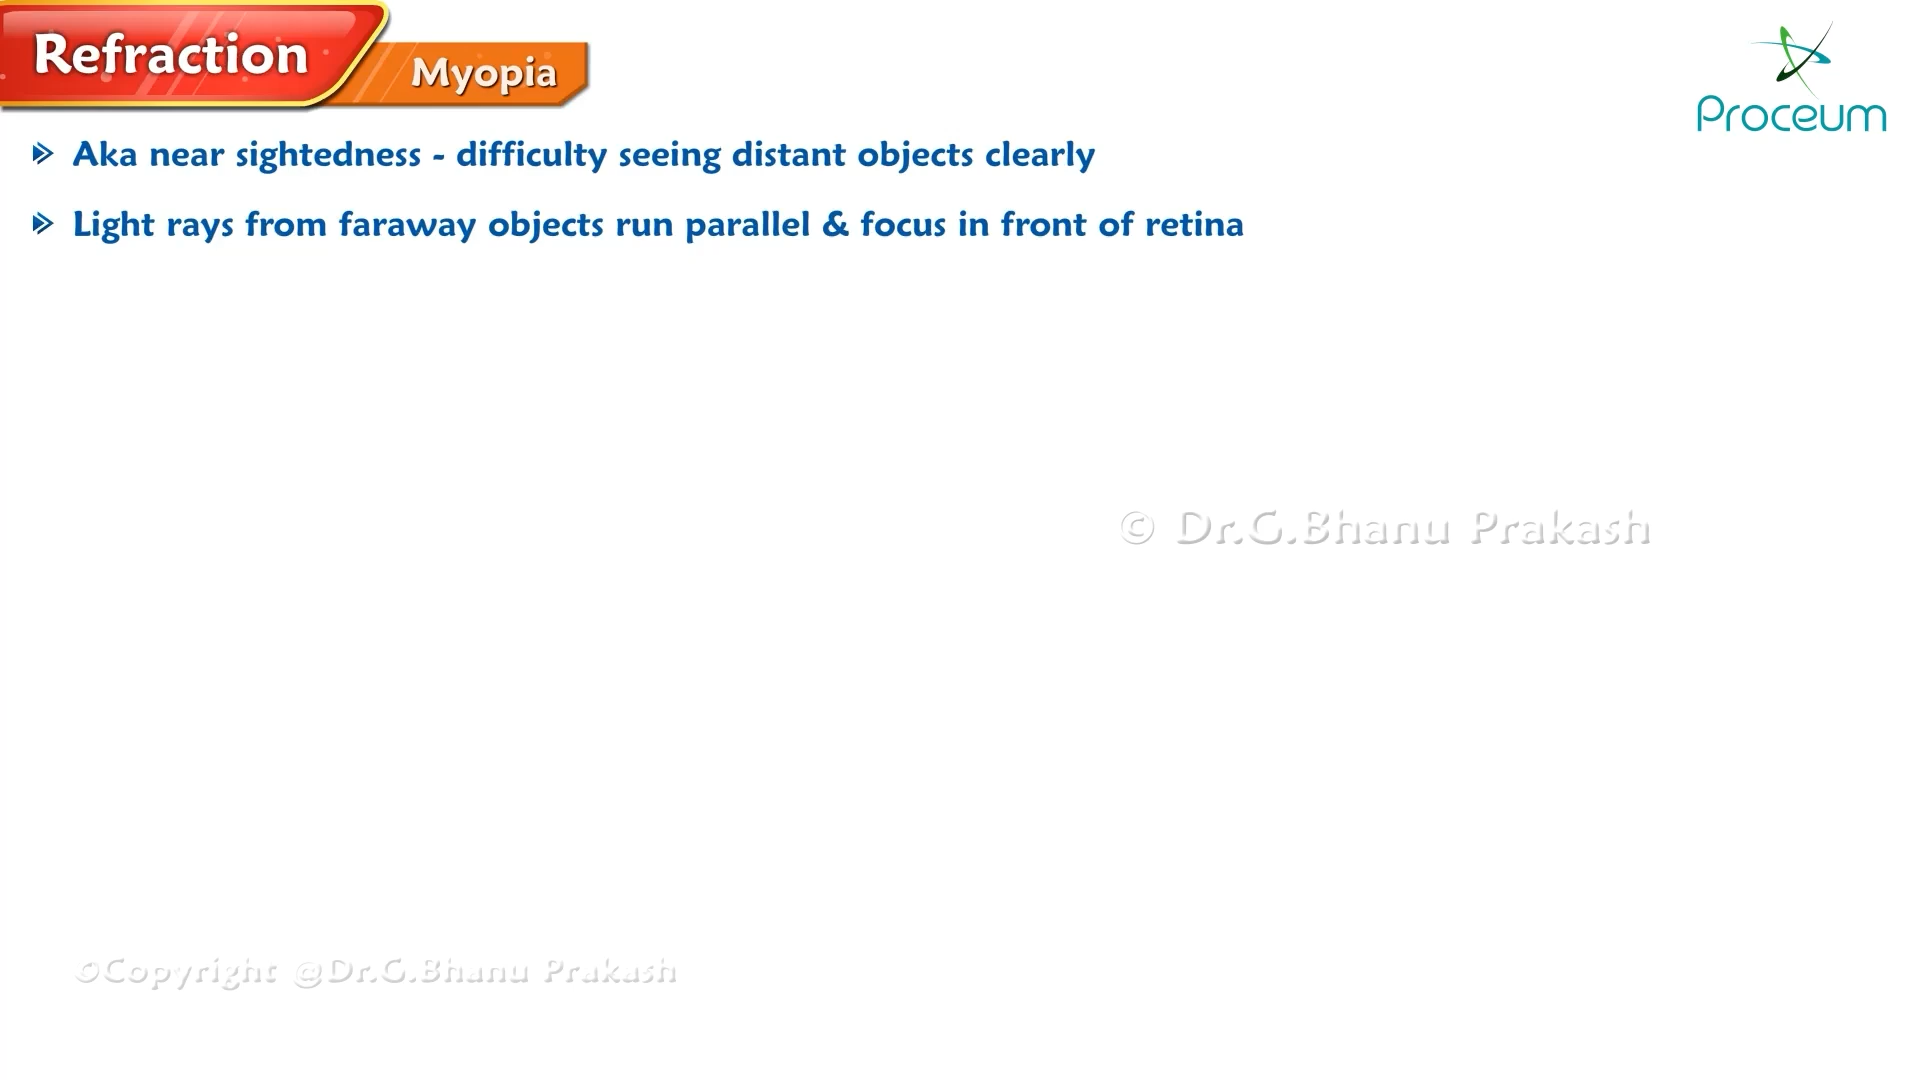 Refraction
Myopia
Proceum
Aka near sightedness - difficulty seeing distant objects clearly
Light rays from faraway objects run parallel & focus in front of retina
© Dr.G.Bhanu Prakash
©Copyright @Dr.G.Bhanu Prakash